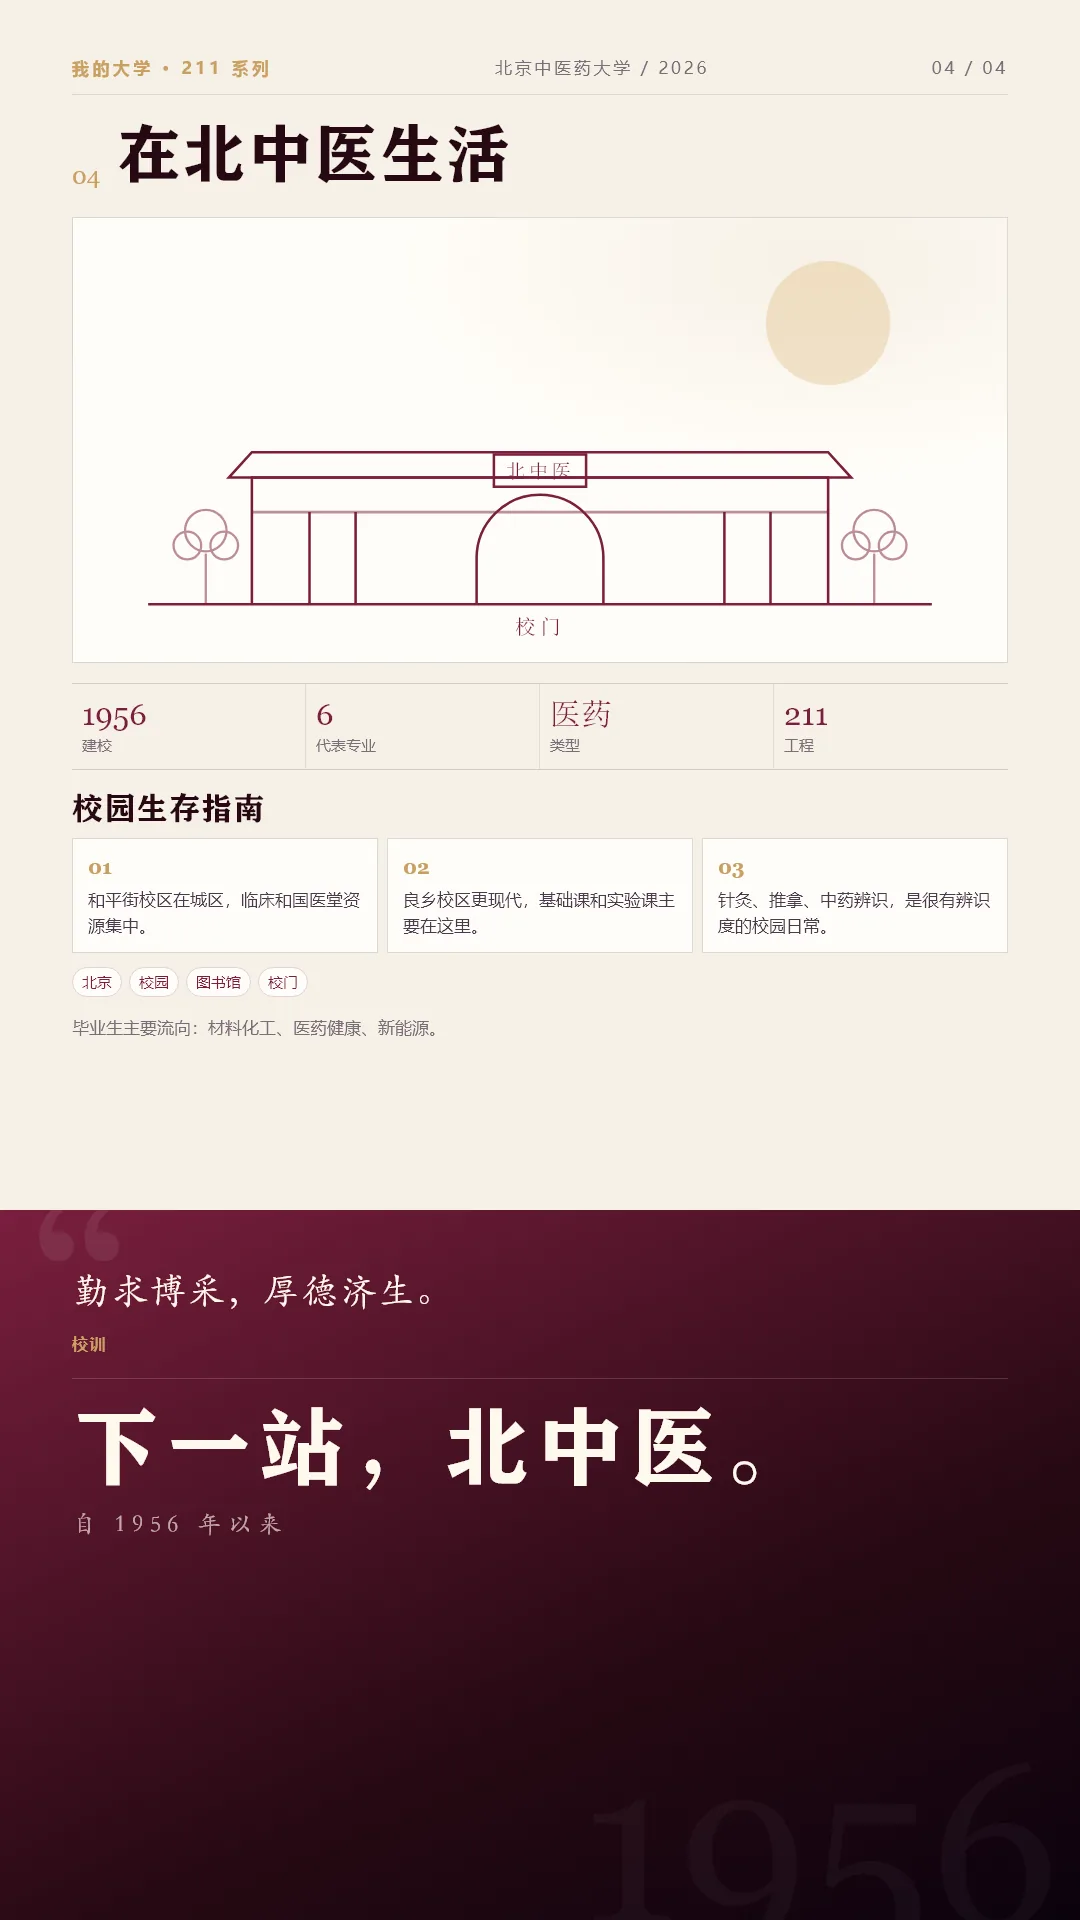 我的大学 • 211 系列
北京中医药大学 / 2026
04 / 04
04 在北中医生活
北中医
校门
1956
建校
6
代表专业
医药
类型
211
工程
校园生存指南
01
和平街校区在城区，临床和国医堂资
源集中。
02
良乡校区更现代，基础课和实验课主
要在这里。
03
针灸、推拿、中药辨识，是很有辨识
度的校园日常。
北京
校园
图书馆
校门
毕业生主要流向：材料化工、医药健康、新能源。
“
勤求博采，厚德济生。
校训
下一站，北中医。
自 1956 年以来
1956